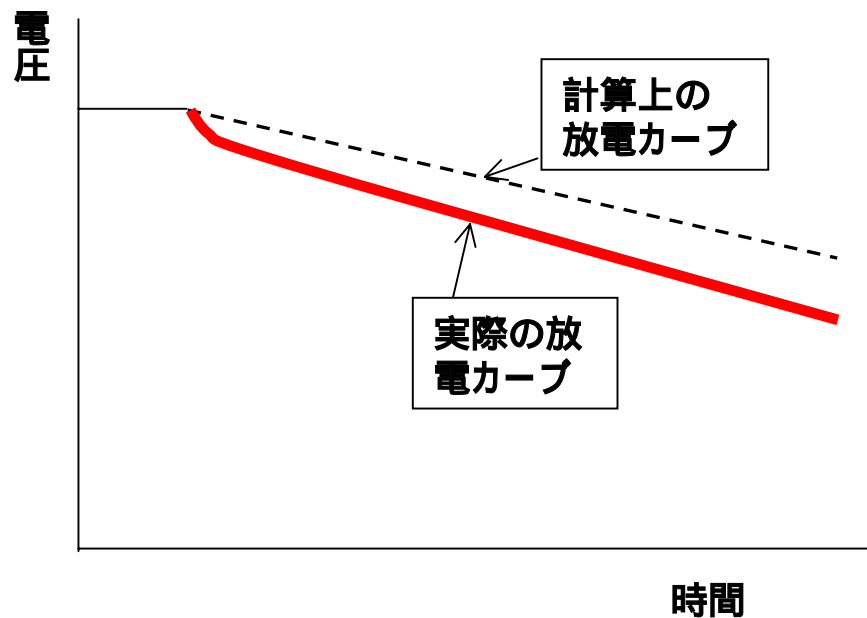 電圧
計算上の
放電カーブ
実際の放
電カーブ
時間